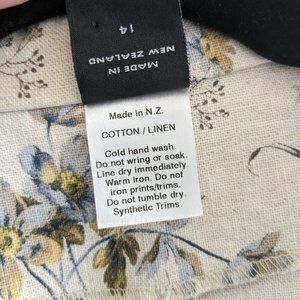 MADE IN
NEW ZEALAND
14
Made in N.Z.
COTTON / LINEN
Cold hand wash.
Do not wring or soak.
Line dry immediately.
Warm iron. Do not
iron prints/trims.
Do not tumble dry.
Synthetic Trims.